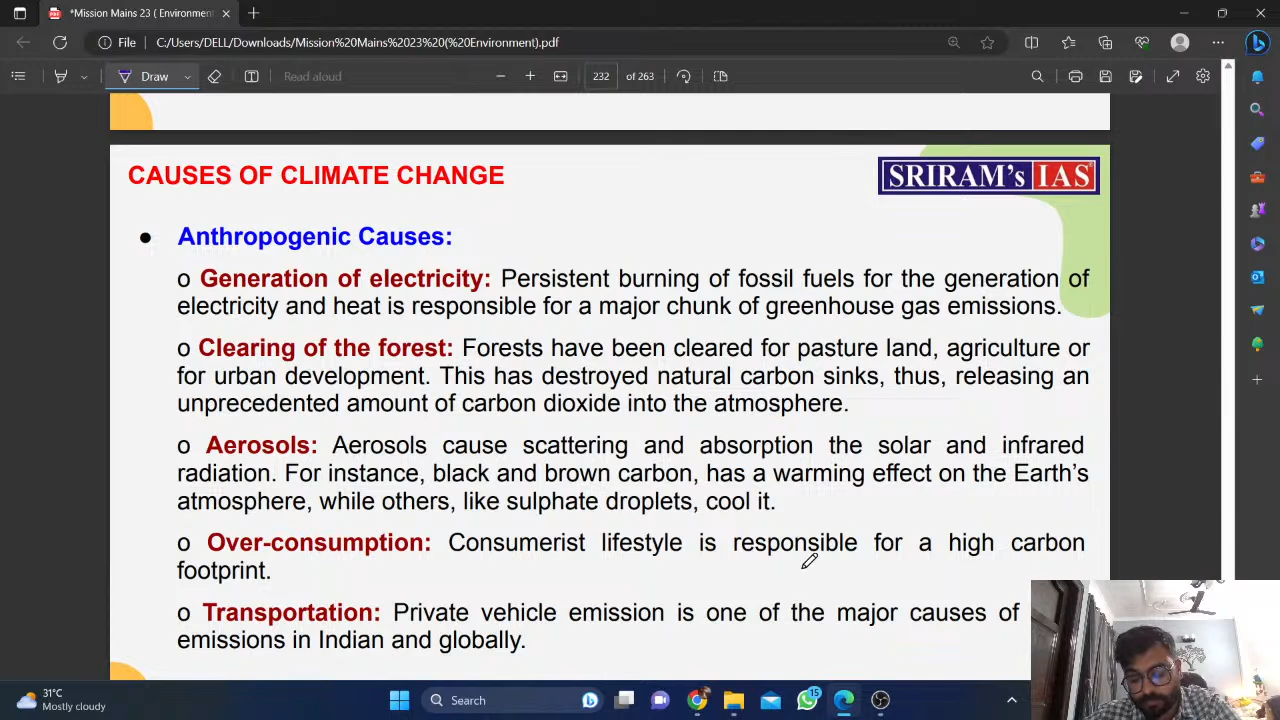 *Mission Mains 23 ( Environmen
File
C:/Users/DELL/Downloads/Mission%20Mains%2023%20(%20Environment).pdf
Draw
Read aloud
232
of 263
CAUSES OF CLIMATE CHANGE
SRIRAM's IAS
● Anthropogenic Causes:
o Generation of electricity: Persistent burning of fossil fuels for the generation of
electricity and heat is responsible for a major chunk of greenhouse gas emissions.
o Clearing of the forest: Forests have been cleared for pasture land, agriculture or
for urban development. This has destroyed natural carbon sinks, thus, releasing an
unprecedented amount of carbon dioxide into the atmosphere.
o Aerosols: Aerosols cause scattering and absorption the solar and infrared
radiation. For instance, black and brown carbon, has a warming effect on the Earth's
atmosphere, while others, like sulphate droplets, cool it.
o Over-consumption: Consumerist lifestyle is responsible for a high carbon
footprint.
o Transportation: Private vehicle emission is one of the major causes of
emissions in Indian and globally.
31°C
Mostly cloudy
Search
15